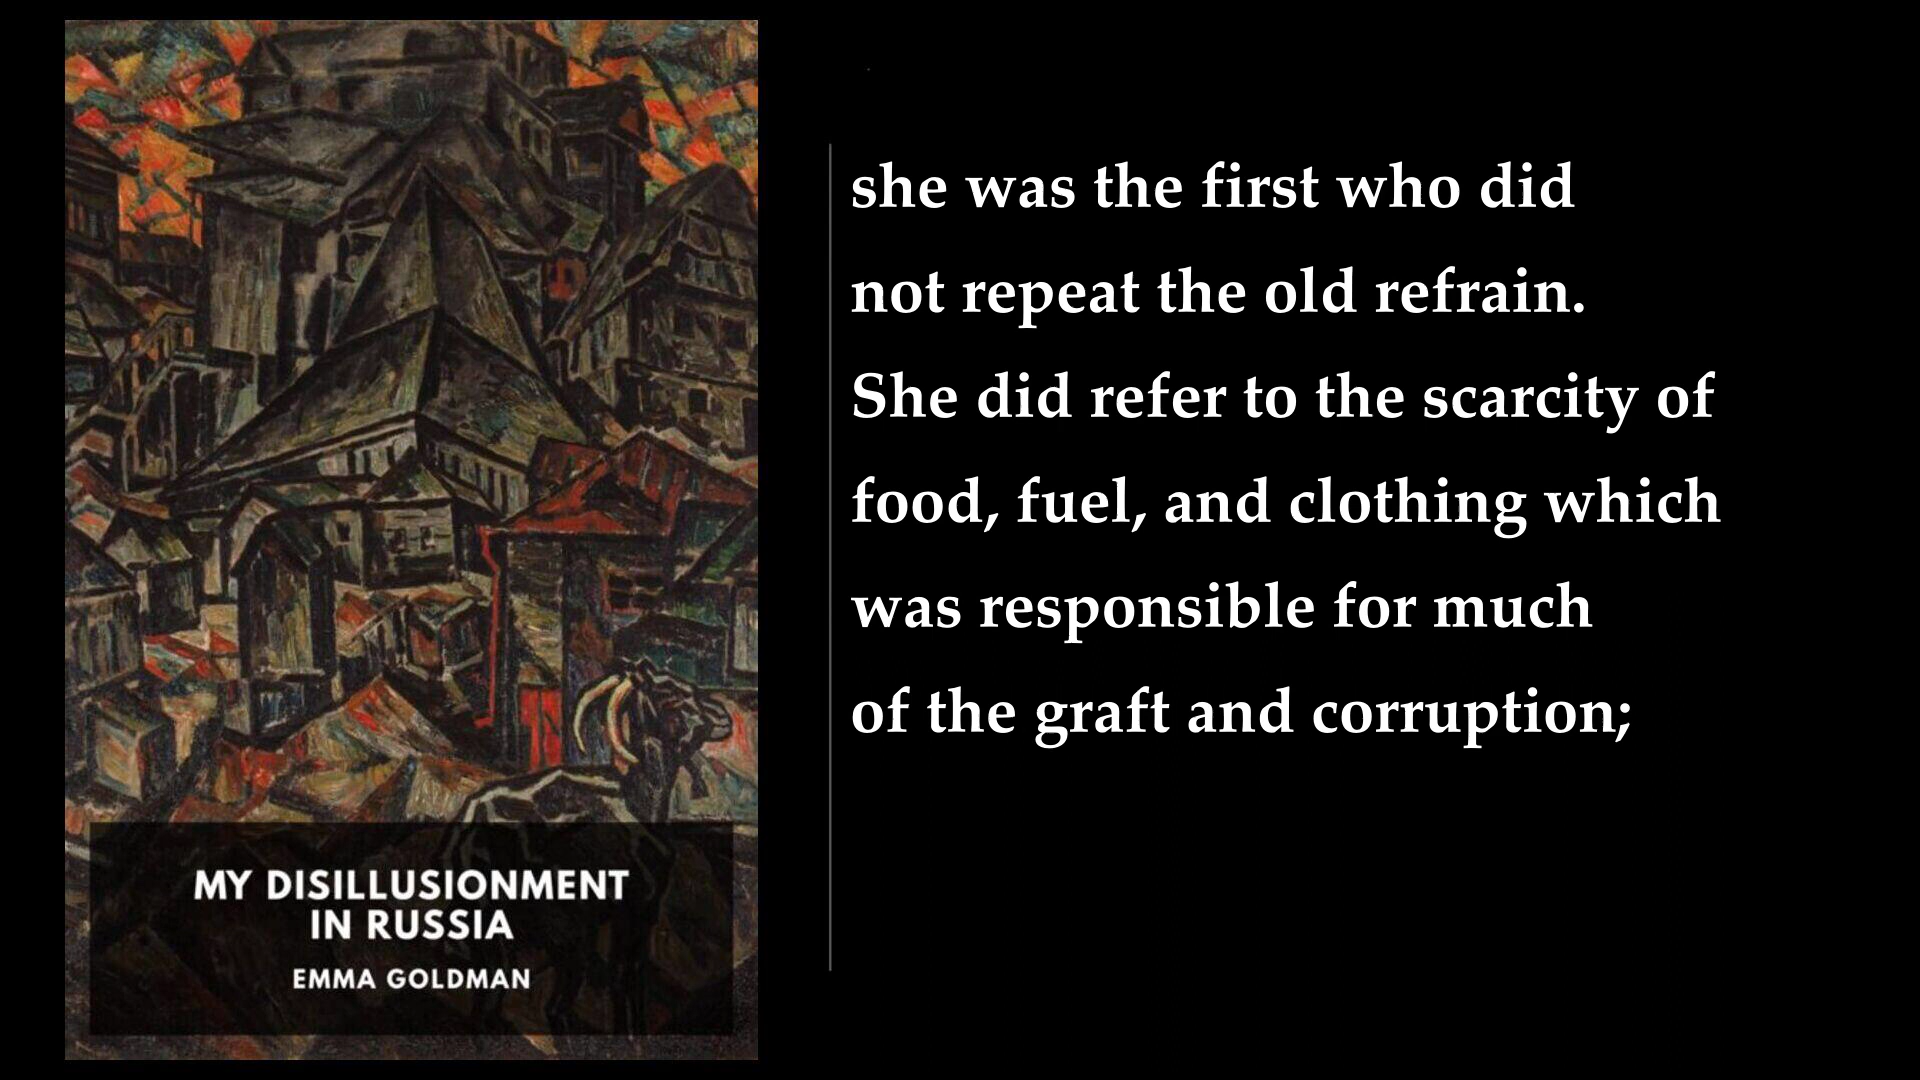 MY DISILLUSIONMENT
IN RUSSIA
EMMA GOLDMAN
she was the first who did
not repeat the old refrain.
She did refer to the scarcity of
food, fuel, and clothing which
was responsible for much
of the graft and corruption;